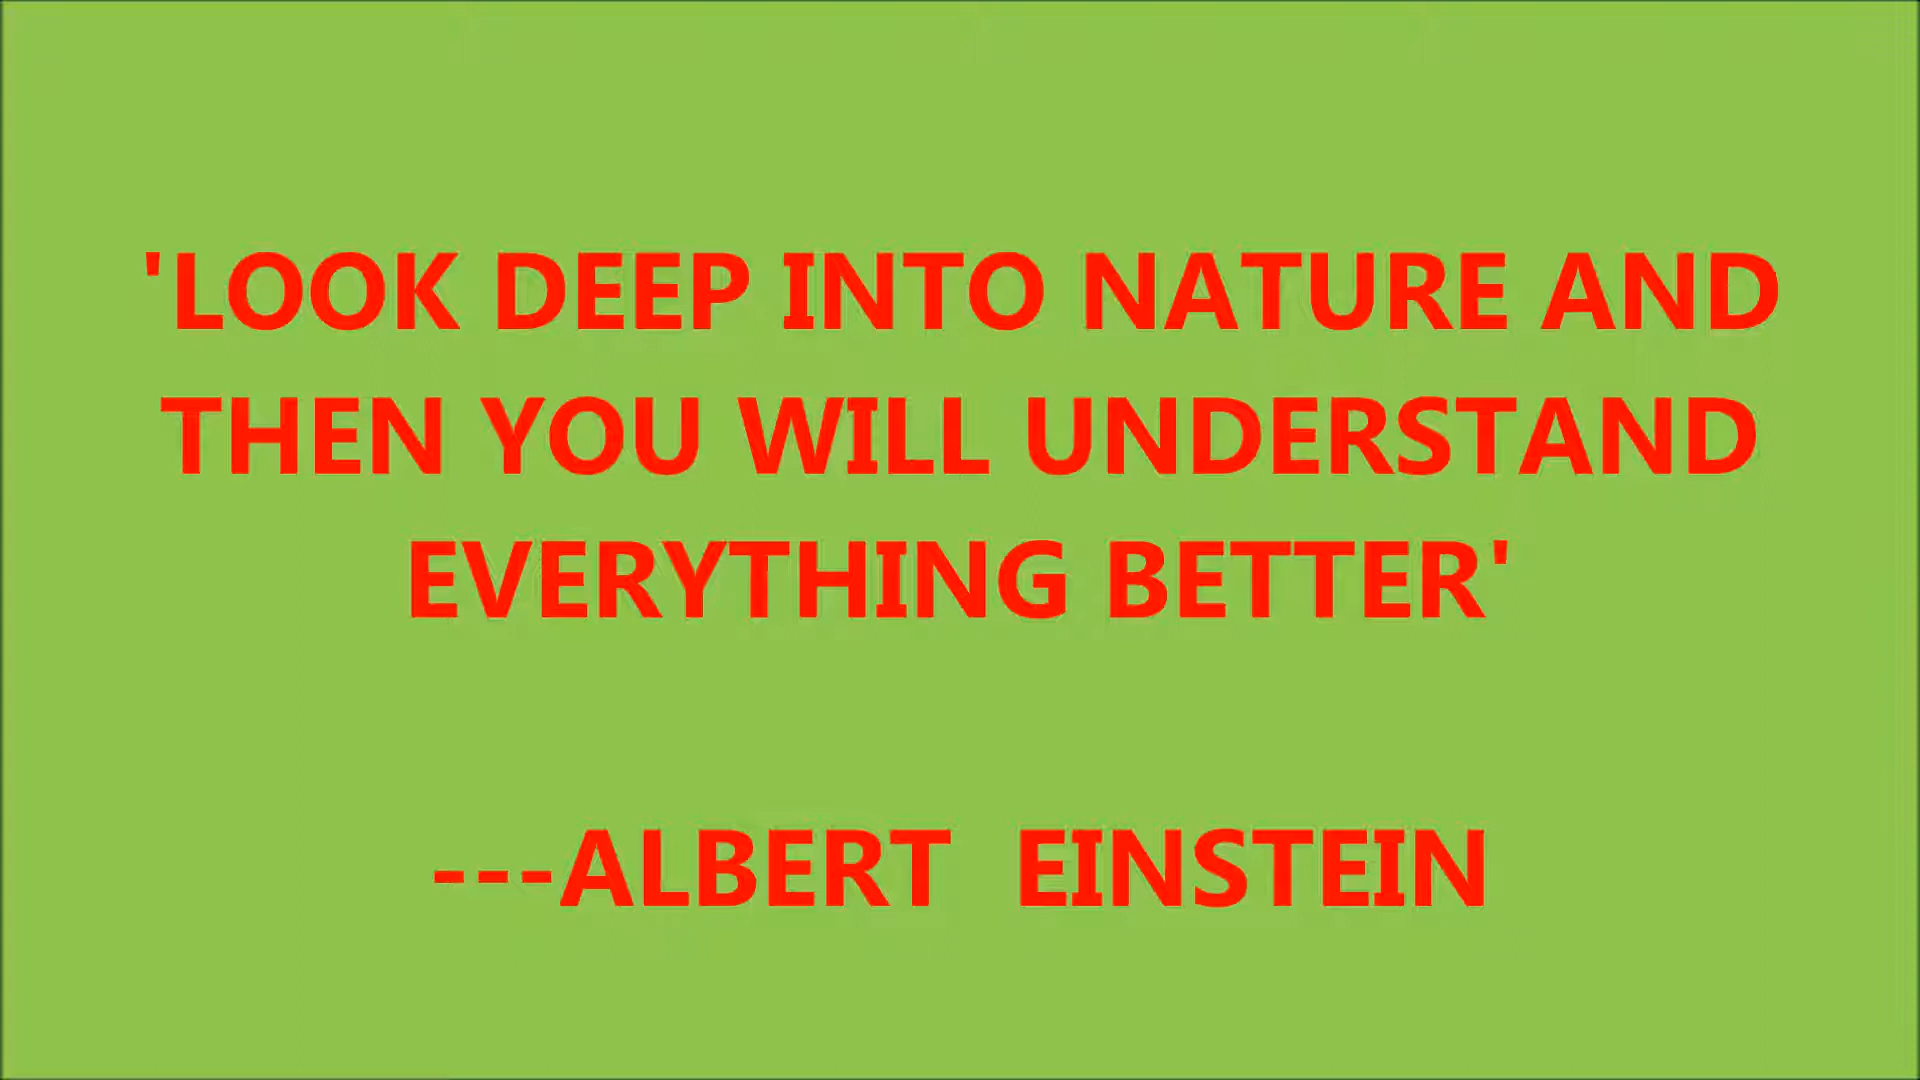 'LOOK DEEP INTO NATURE AND
THEN YOU WILL UNDERSTAND
EVERYTHING BETTER'
---ALBERT  EINSTEIN